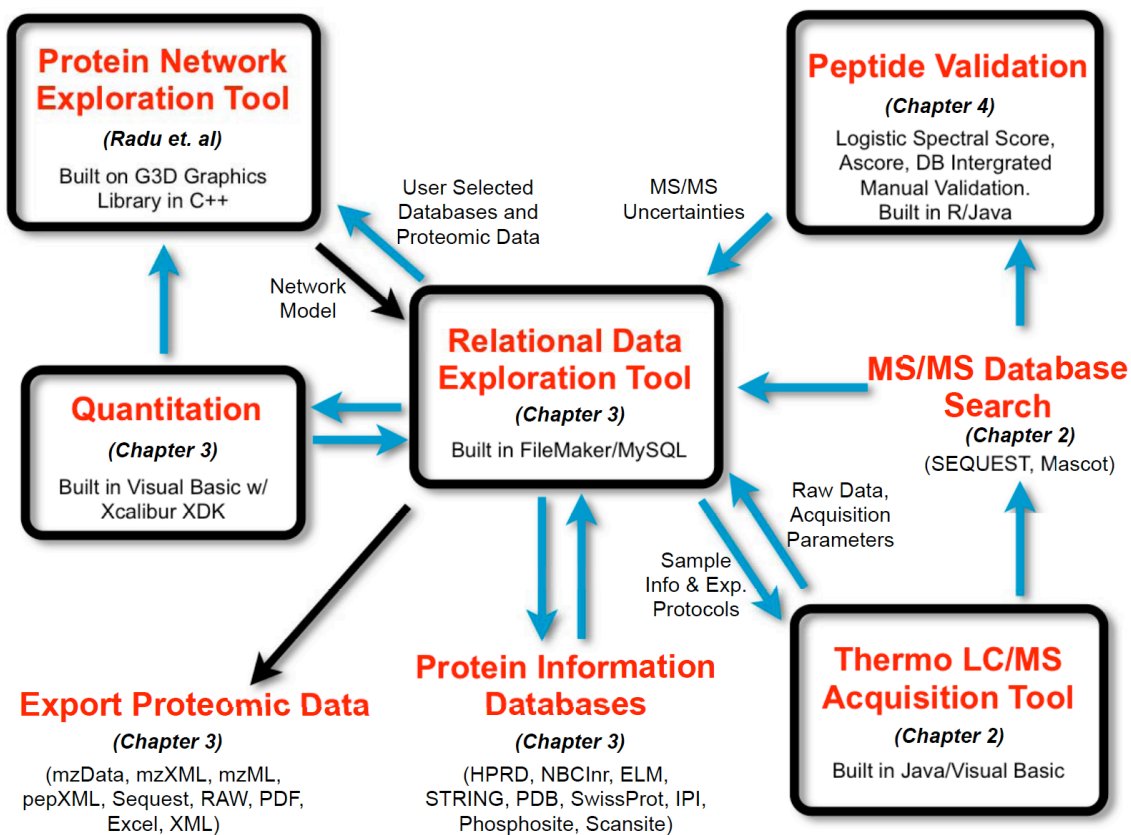 Protein Network
Exploration Tool
(Radu et. al)
Built on G3D Graphics
Library in C++
User Selected
Databases and
Proteomic Data
MS/MS
Uncertainties
Peptide Validation
(Chapter 4)
Logistic Spectral Score,
Ascore, DB Intergrated
Manual Validation.
Built in R/Java
Network
Model
Relational Data
Exploration Tool
(Chapter 3)
Built in FileMaker/MySQL
Quantitation
(Chapter 3)
Built in Visual Basic w/
Xcalibur XDK
MS/MS Database
Search
(Chapter 2)
(SEQUEST, Mascot)
Raw Data,
Acquisition
Parameters
Sample
Info & Exp.
Protocols
Export Proteomic Data
(Chapter 3)
(mzData, mzXML, mzML,
pepXML, Sequest, RAW, PDF,
Excel, XML)
Protein Information
Databases
(Chapter 3)
(HPRD, NBCInr, ELM,
STRING, PDB, SwissProt, IPI,
Phosphosite, Scansite)
Thermo LC/MS
Acquisition Tool
(Chapter 2)
Built in Java/Visual Basic